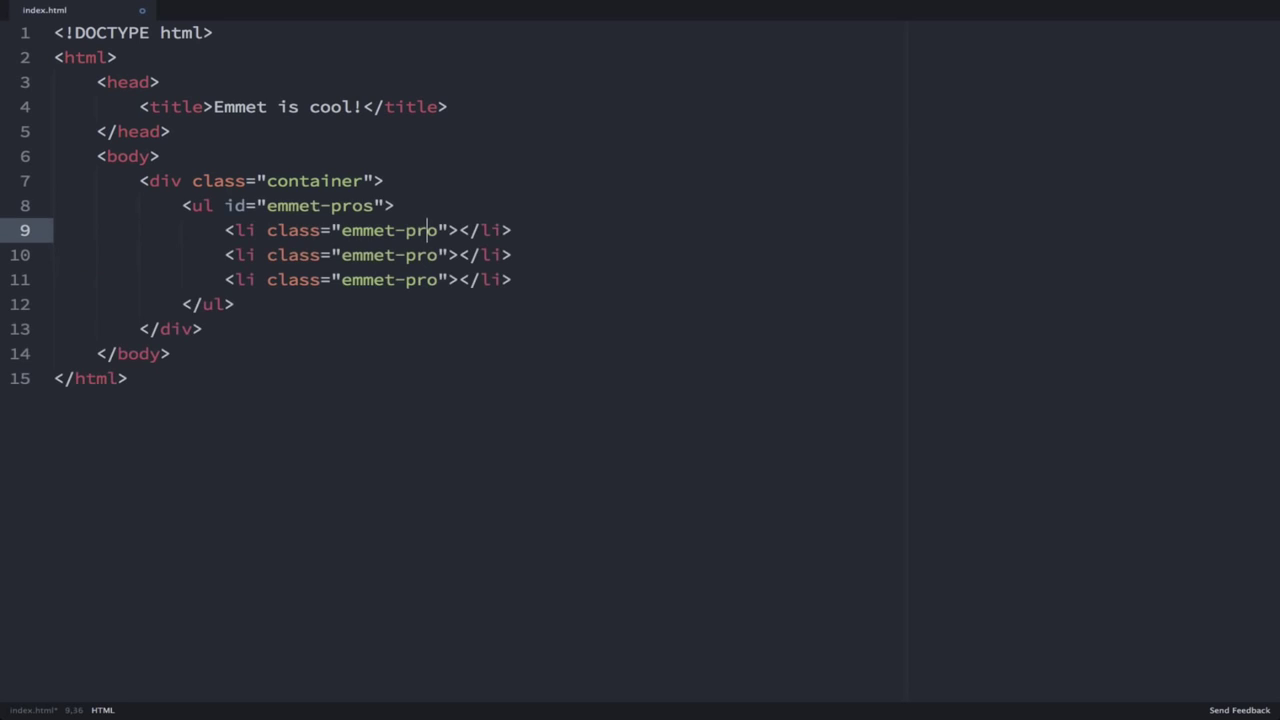 index.html
1 <!DOCTYPE html>
2 <html>
3 <head>
4 <title>Emmet is cool!</title>
5 </head>
6 <body>
7 <div class="container">
8 <ul id="emmet-pros">
9 <li class="emmet-pro"></li>
10 <li class="emmet-pro"></li>
11 <li class="emmet-pro"></li>
12 </ul>
13 </div>
14 </body>
15 </html>
index.html* 9,36 HTML Send Feedback